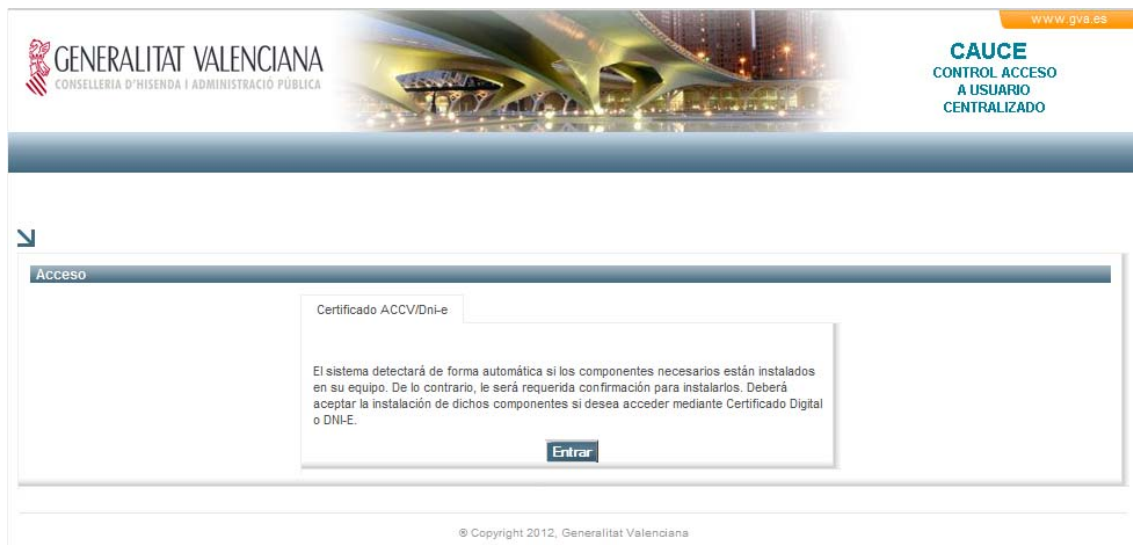 www.gva.es
GENERALITAT VALENCIANA
CONSELLERIA D'HISENDA I ADMINISTRACIÓ PÚBLICA
CAUCE
CONTROL ACCESO
A USUARIO
CENTRALIZADO
Acceso
Certificado ACCV/Dni-e
El sistema detectará de forma automática si los componentes necesarios están instalados
en su equipo. De lo contrario, le será requerida confirmación para instalarlos. Deberá
aceptar la instalación de dichos componentes si desea acceder mediante Certificado Digital
o DNI-E.
Entrar
® Copyright 2012, Generalitat Valenciana